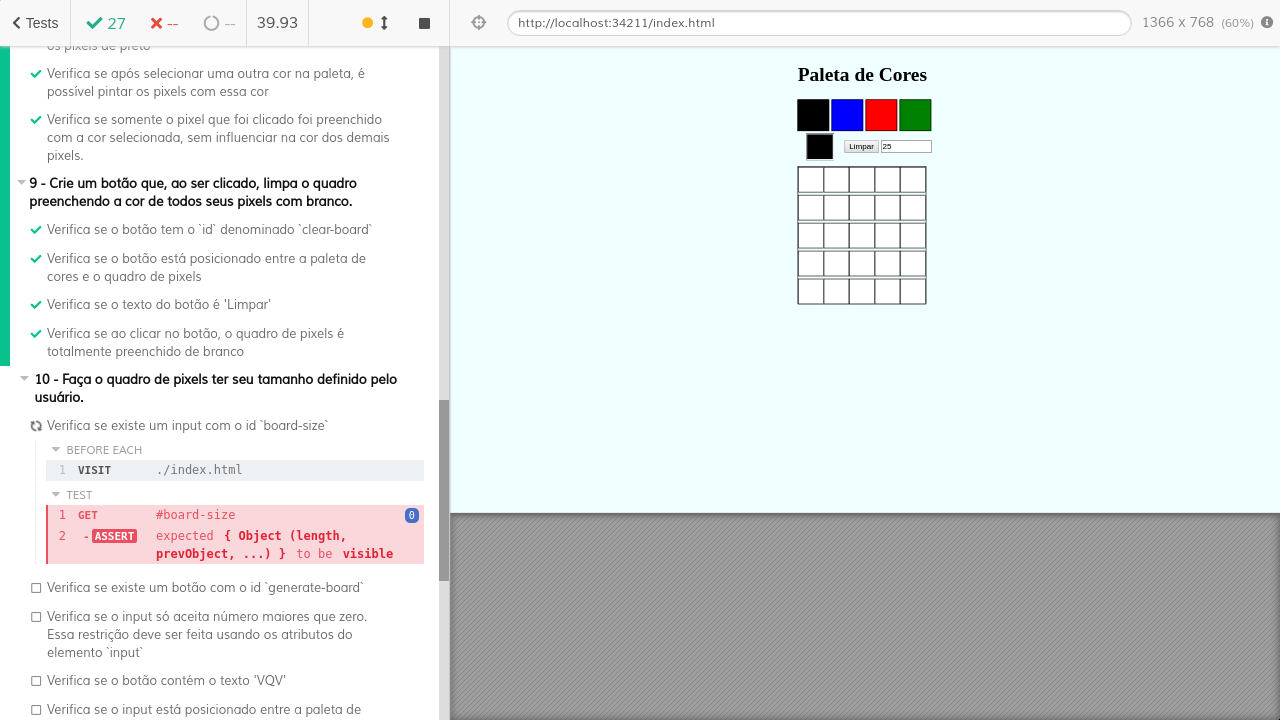 Tests
27
--
--
39.93
http://localhost:34211/index.html
1366 x 768 (60%)
os pixels de preto
Verifica se após selecionar uma outra cor na paleta, é
possível pintar os pixels com essa cor
Verifica se somente o pixel que foi clicado foi preenchido
com a cor selecionada, sem influenciar na cor dos demais
pixels.
9 - Crie um botão que, ao ser clicado, limpa o quadro
preenchendo a cor de todos seus pixels com branco.
Verifica se o botão tem o `id` denominado `clear-board`
Verifica se o botão está posicionado entre a paleta de
cores e o quadro de pixels
Verifica se o texto do botão é 'Limpar'
Verifica se ao clicar no botão, o quadro de pixels é
totalmente preenchido de branco
10 - Faça o quadro de pixels ter seu tamanho definido pelo
usuário.
Verifica se existe um input com o id `board-size`
BEFORE EACH
1 VISIT ./index.html
TEST
1 GET #board-size 0
2 - ASSERT expected { Object (length,
prevObject, ...) } to be visible
Verifica se existe um botão com o id `generate-board`
Verifica se o input só aceita número maiores que zero.
Essa restrição deve ser feita usando os atributos do
elemento `input`
Verifica se o botão contém o texto 'VQV'
Verifica se o input está posicionado entre a paleta de
Paleta de Cores
Limpar
25